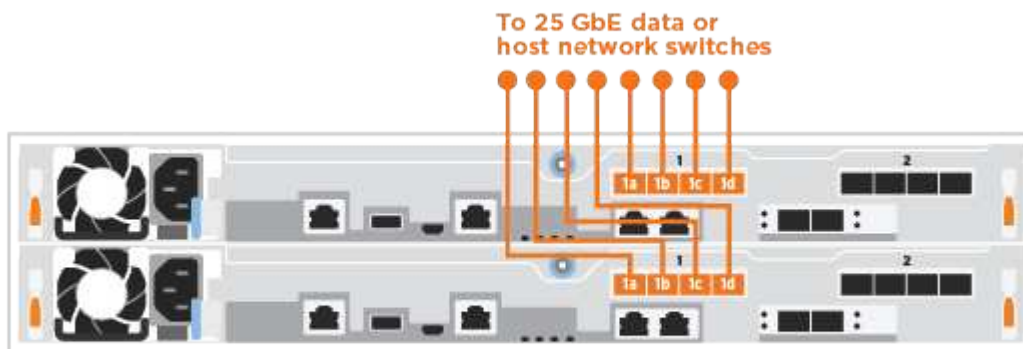 To 25 GbE data or
host network switches
1 2
1a 1b 1c 1d
1 2
1a 1b 1c 1d